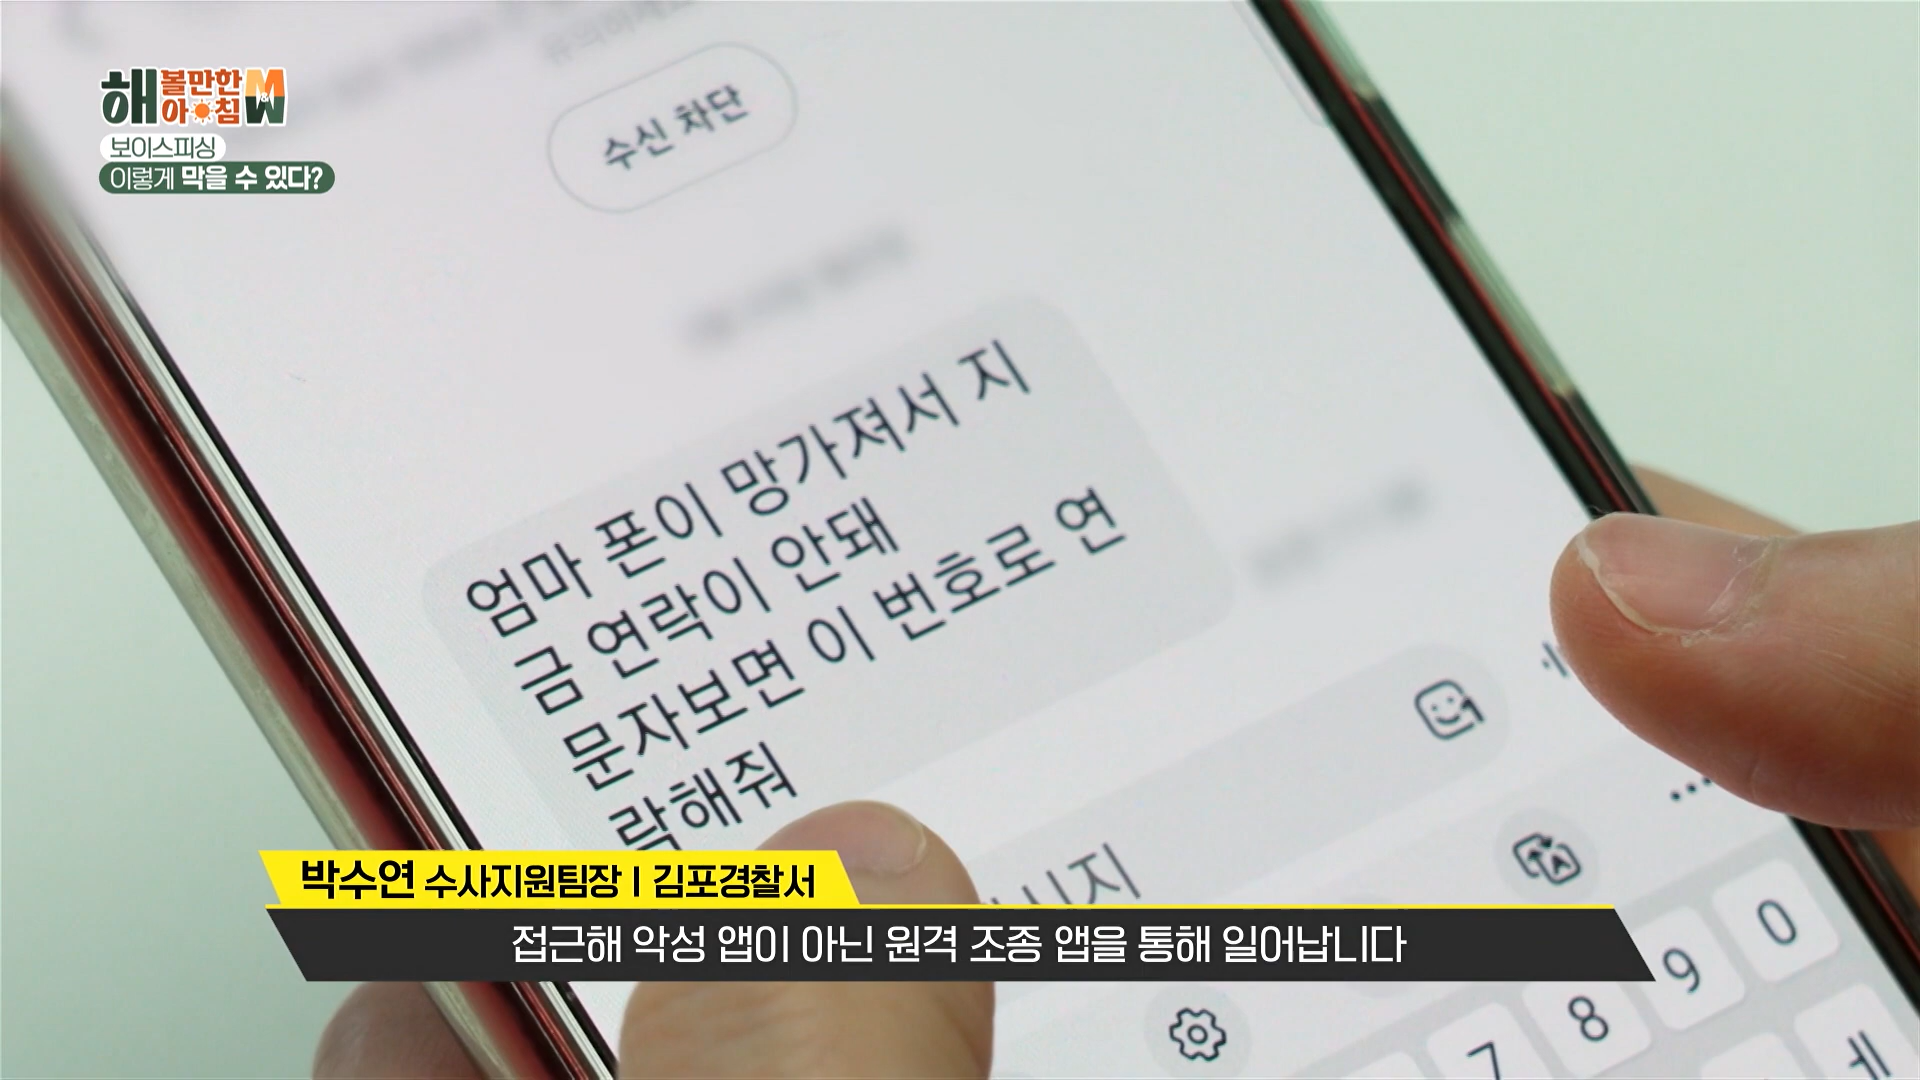 해볼만한
아침 M&W
보이스피싱
이렇게 막을 수 있다?
수신 차단
엄마 폰이 망가져서 지
금 연락이 안돼
문자보면 이 번호로 연
락해줘
박수연 수사지원팀장 | 김포경찰서
접근해 악성 앱이 아닌 원격 조종 앱을 통해 일어납니다
7 8 9 0
ㅔ